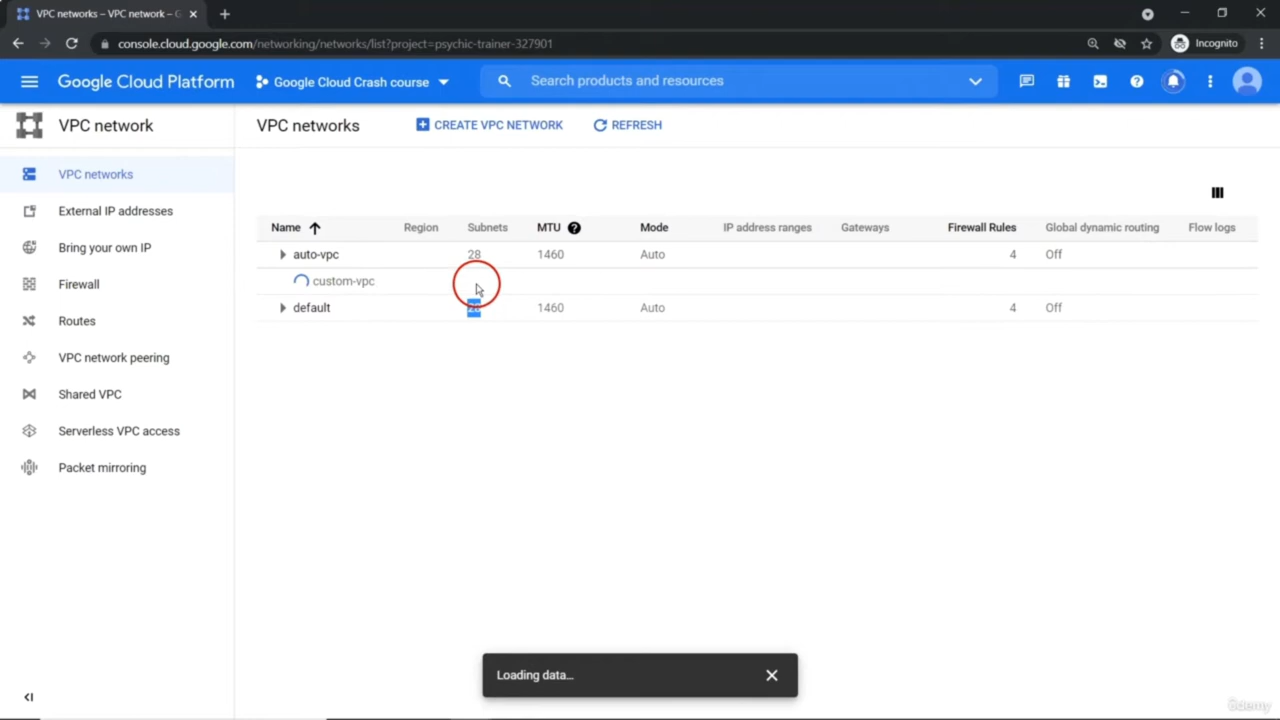 VPC networks – VPC network – G
console.cloud.google.com/networking/networks/list?project=psychic-trainer-327901
Incognito
Google Cloud Platform
Google Cloud Crash course
Search products and resources
VPC network
VPC networks
CREATE VPC NETWORK
REFRESH
VPC networks
External IP addresses
Bring your own IP
Firewall
Routes
VPC network peering
Shared VPC
Serverless VPC access
Packet mirroring
Name Region Subnets MTU Mode IP address ranges Gateways Firewall Rules Global dynamic routing Flow logs
auto-vpc 28 1460 Auto 4 Off
custom-vpc
default 1460 Auto 4 Off
Loading data...